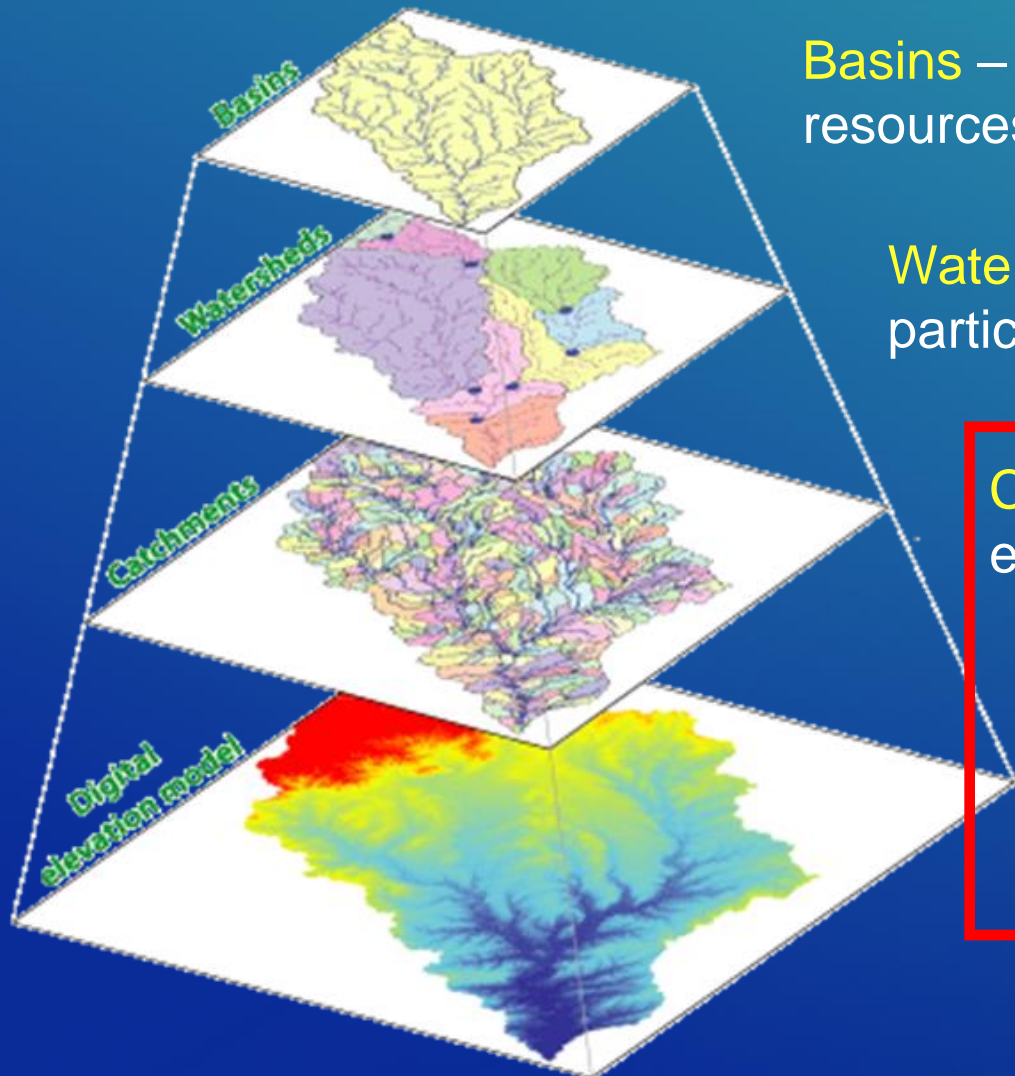 Basins
Watersheds
Catchments
Digital
elevation model
Basins –
resources
Wate
partic
C
e